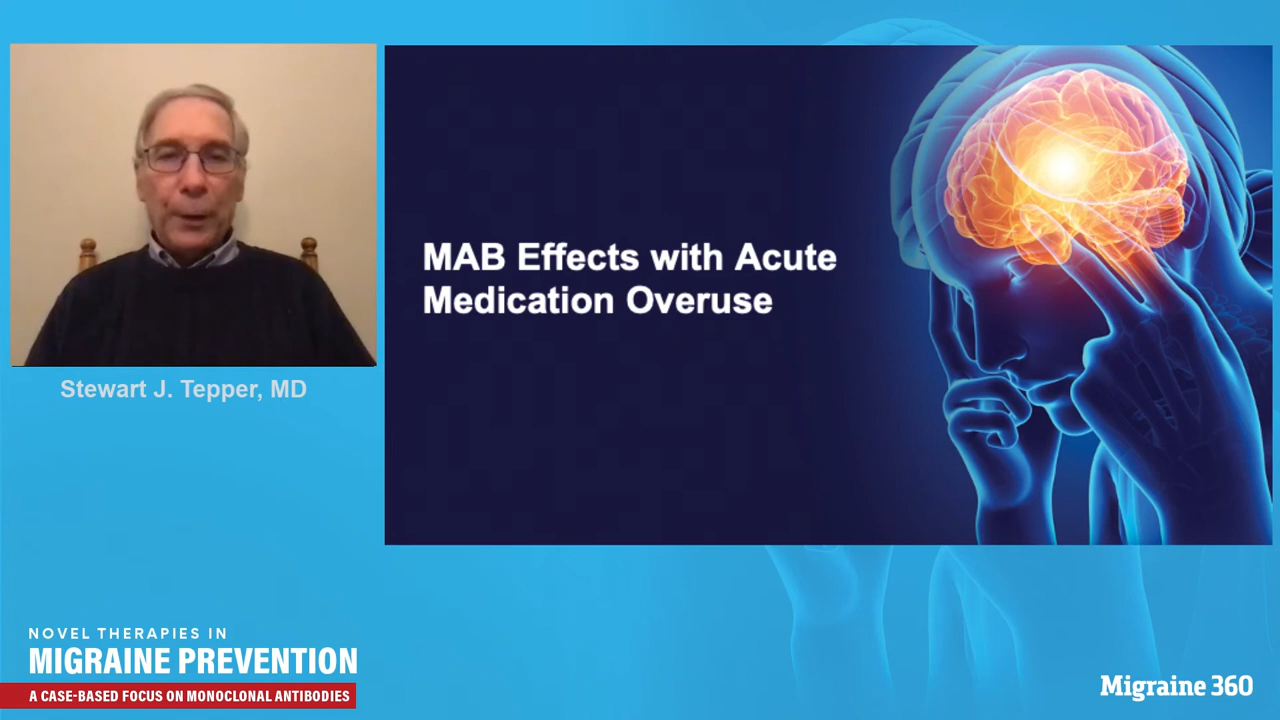 MAB Effects with Acute
Medication Overuse
Stewart J. Tepper, MD
NOVEL THERAPIES IN
MIGRAINE PREVENTION
A CASE-BASED FOCUS ON MONOCLONAL ANTIBODIES
Migraine 360